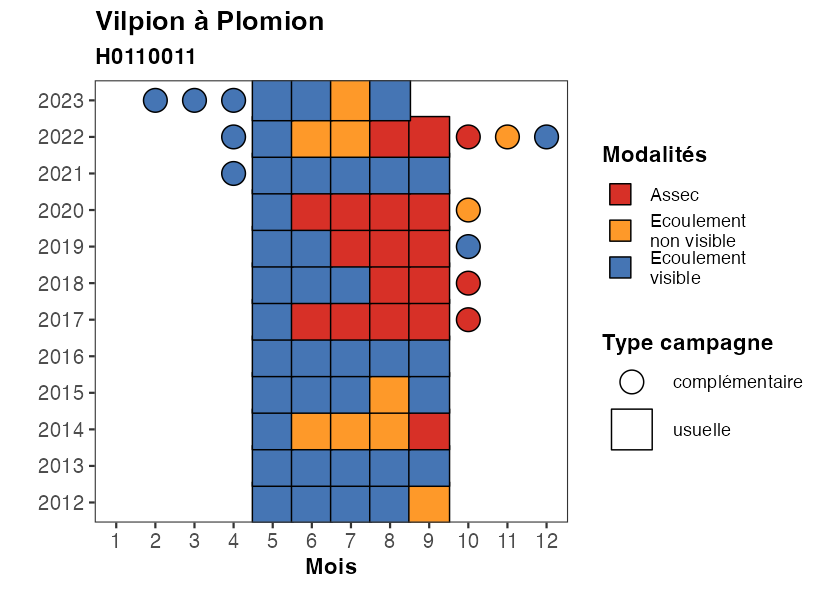 Vilpion à Plomion
H0110011
2023
2022
2021
2020
2019
2018
2017
2016
2015
2014
2013
2012
1 2 3 4 5 6 7 8 9 10 11 12
Mois
Modalités
Assec
Ecoulement
non visible
Ecoulement
visible
Type campagne
complémentaire
usuelle